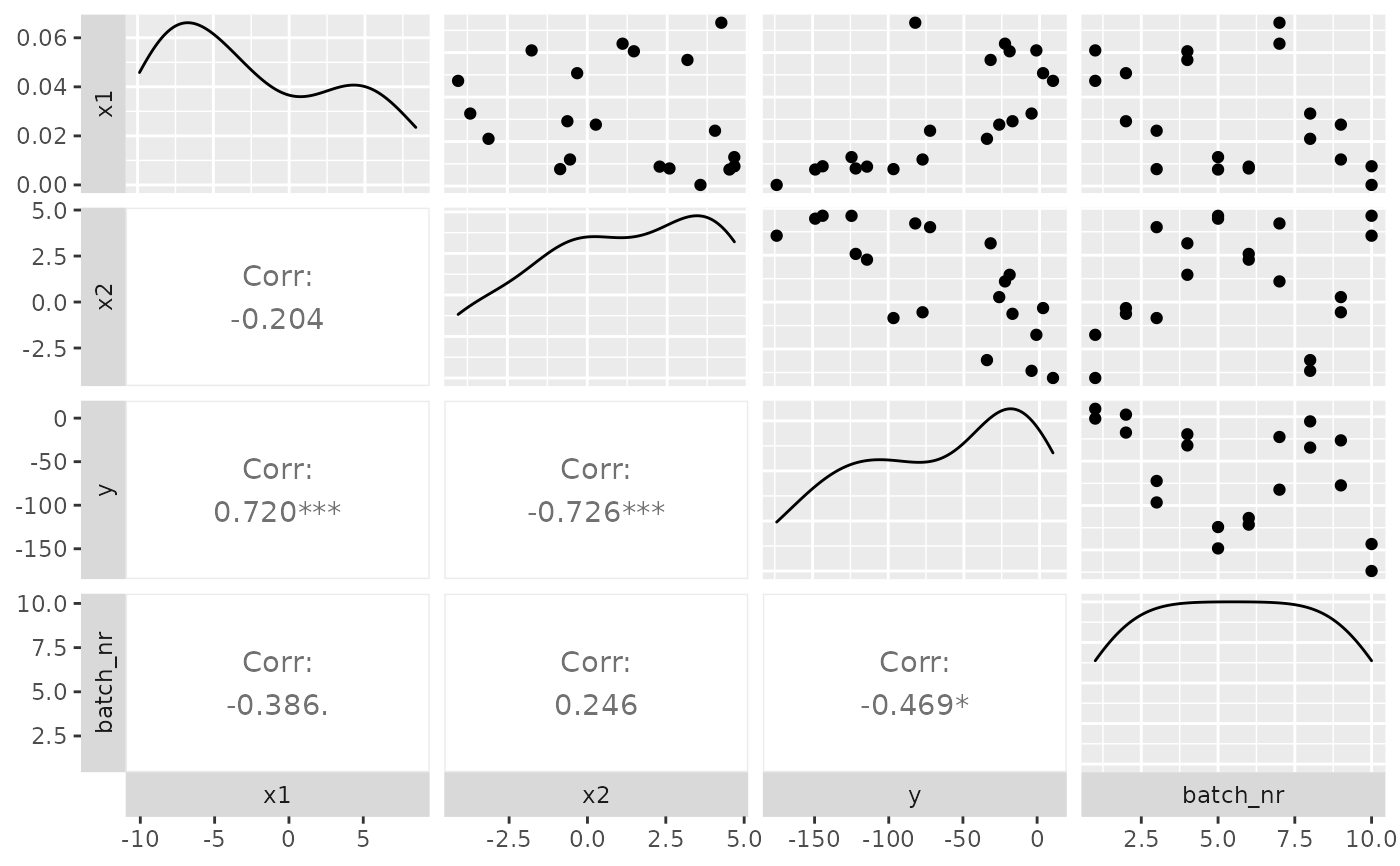 0.06
0.04
0.02
0.00
x1
5.0
2.5
0.0
-2.5
x2
Corr:
-0.204
0
-50
-100
-150
y
Corr:
0.720***
Corr:
-0.726***
10.0
7.5
5.0
2.5
batch_nr
Corr:
-0.386.
Corr:
0.246
Corr:
-0.469*
x1 x2 y batch_nr
-10 -5 0 5 -2.5 0.0 2.5 5.0 -150 -100 -50 0 2.5 5.0 7.5 10.0